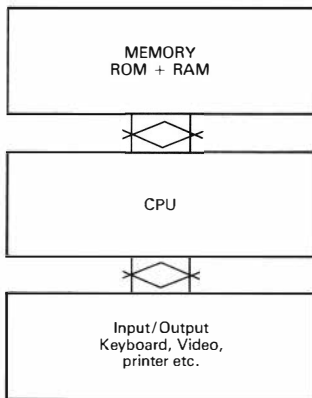 MEMORY
ROM + RAM
CPU
Input/Output
Keyboard, Video,
printer etc.